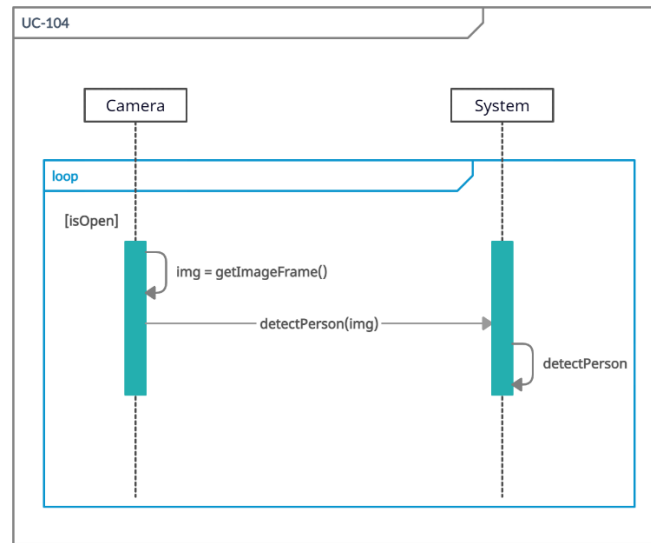 UC-104
Camera
System
loop
[isOpen]
img = getImageFrame()
detectPerson(img)
detectPerson